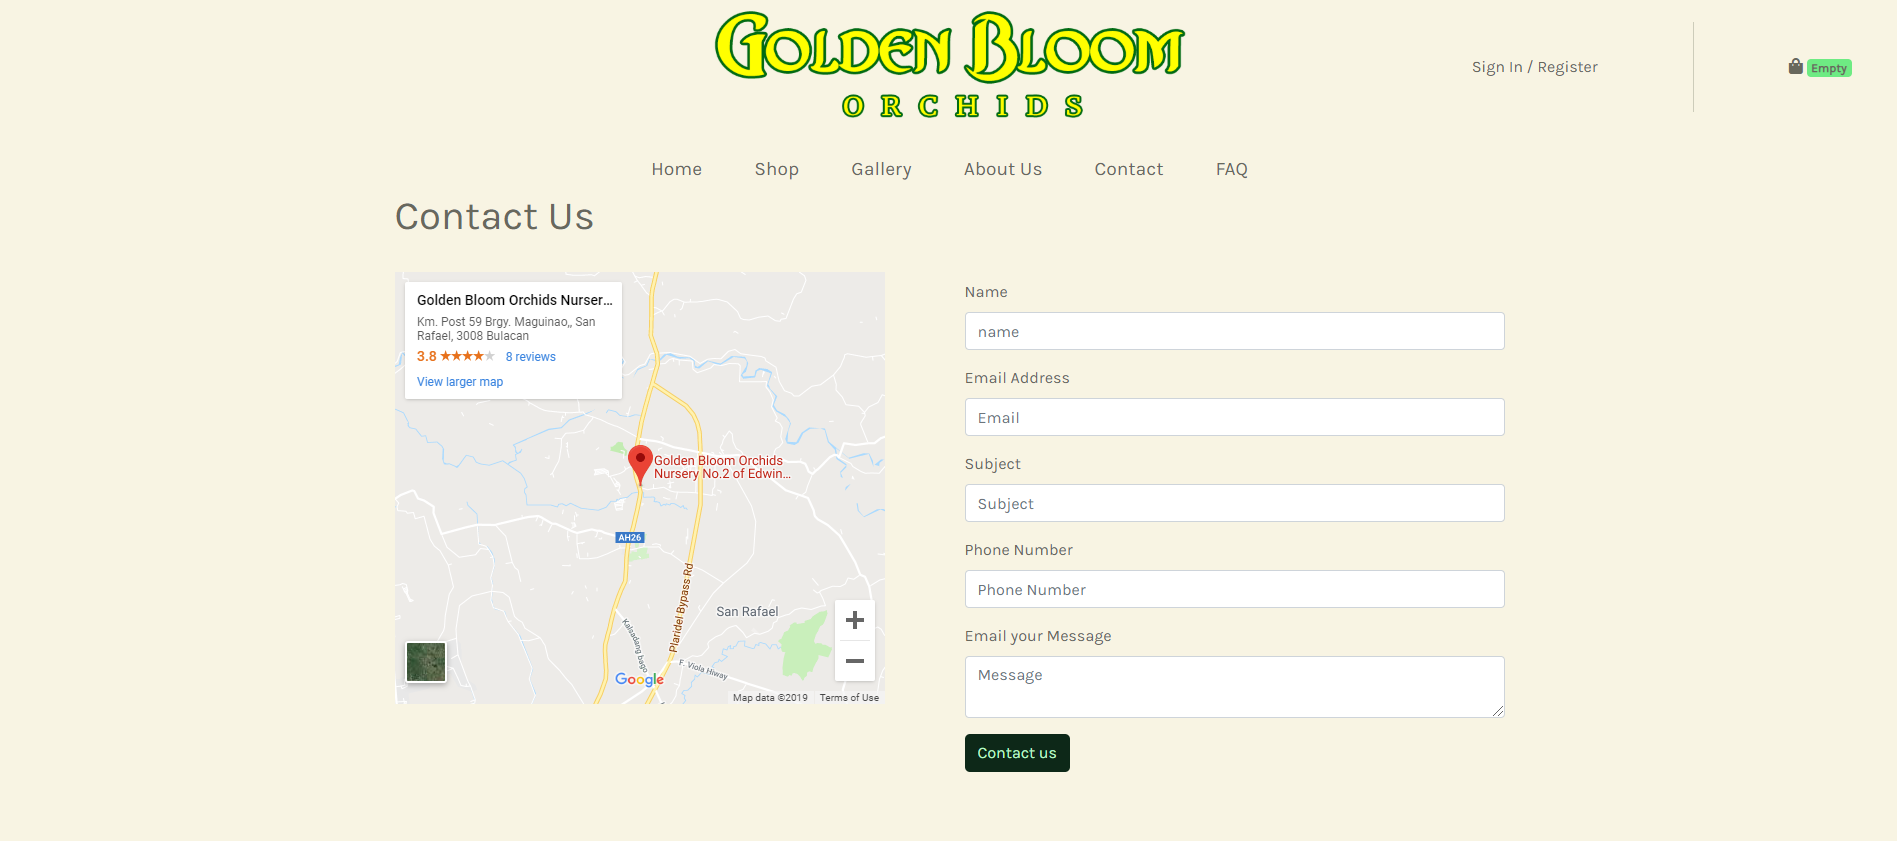 GOLDEN BLOOM
ORCHIDS
Sign In / Register
Empty
Home Shop Gallery About Us Contact FAQ
Contact Us
Golden Bloom Orchids Nurser...
Km. Post 59 Brgy. Maguinao,, San
Rafael, 3008 Bulacan
3.8 8 reviews
View larger map
Golden Bloom Orchids
Nursery No.2 of Edwin...
AH26
Plaridel Bypass Rd
San Rafael
Kalsadang bago
F. Viola Hiway
Google
Map data ©2019 Terms of Use
Name
name
Email Address
Email
Subject
Subject
Phone Number
Phone Number
Email your Message
Message
Contact us